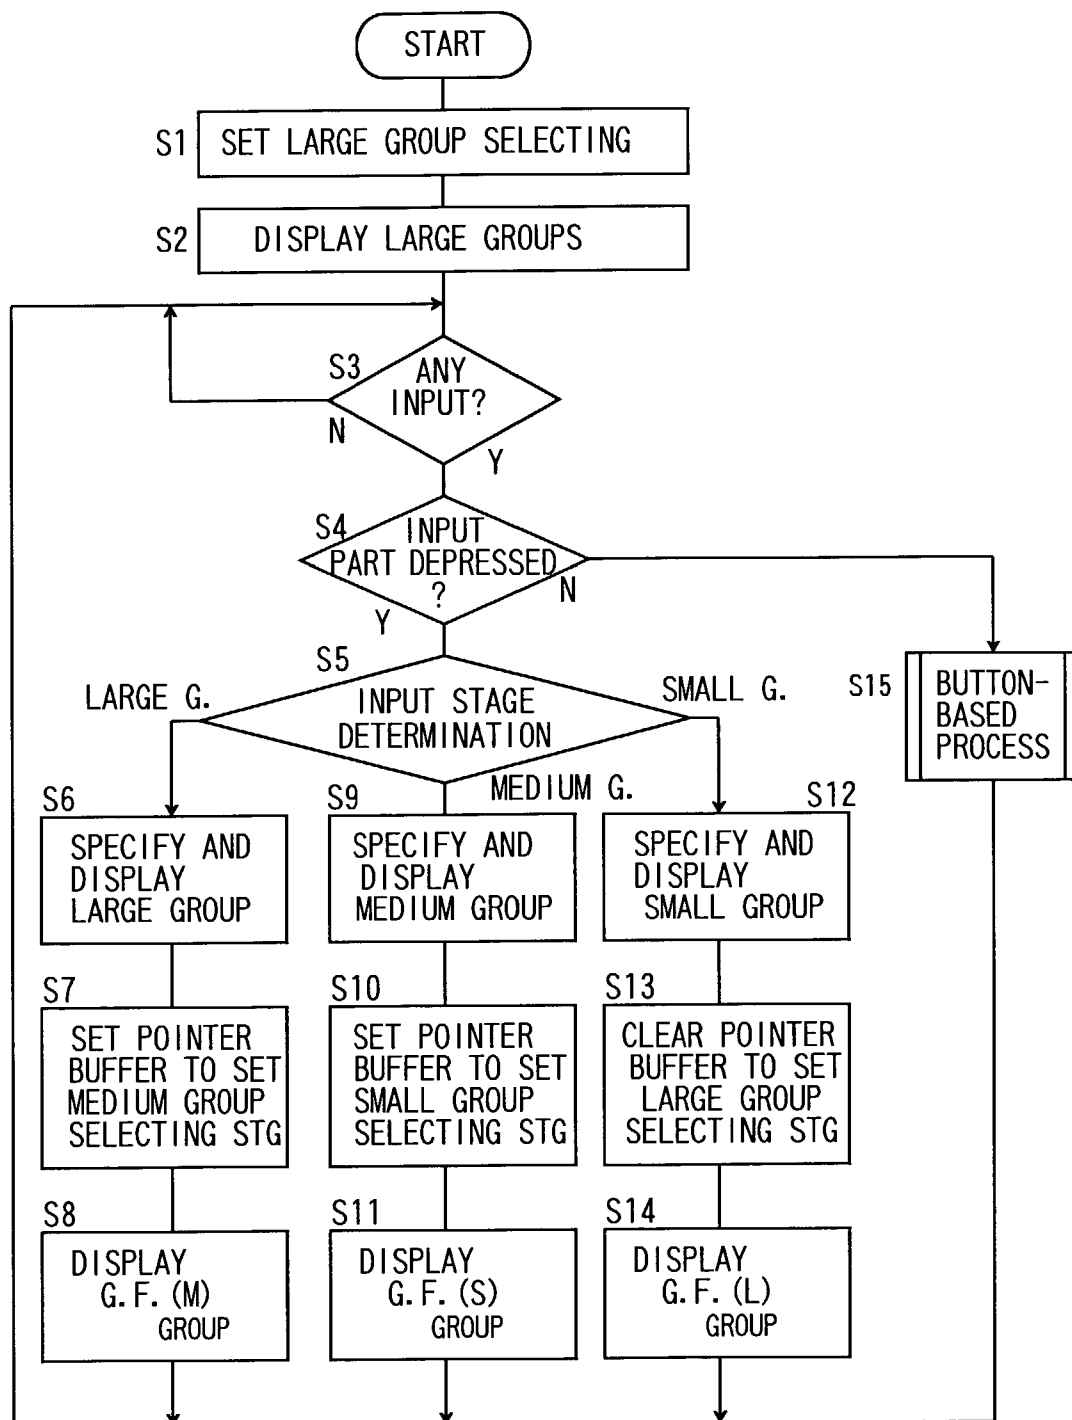 START
S1
SET LARGE GROUP SELECTING
S2
DISPLAY LARGE GROUPS
S3
ANY
INPUT?
N
Y
S4
INPUT
PART DEPRESSED
?
N
Y
S5
INPUT STAGE
DETERMINATION
LARGE G.
SMALL G.
MEDIUM G.
S15
BUTTON-
BASED
PROCESS
S6
SPECIFY AND
DISPLAY
LARGE GROUP
S9
SPECIFY AND
DISPLAY
MEDIUM GROUP
S12
SPECIFY AND
DISPLAY
SMALL GROUP
S7
SET POINTER
BUFFER TO SET
MEDIUM GROUP
SELECTING STG
S10
SET POINTER
BUFFER TO SET
SMALL GROUP
SELECTING STG
S13
CLEAR POINTER
BUFFER TO SET
LARGE GROUP
SELECTING STG
S8
DISPLAY
G.F.(M)
GROUP
S11
DISPLAY
G.F.(S)
GROUP
S14
DISPLAY
G.F.(L)
GROUP